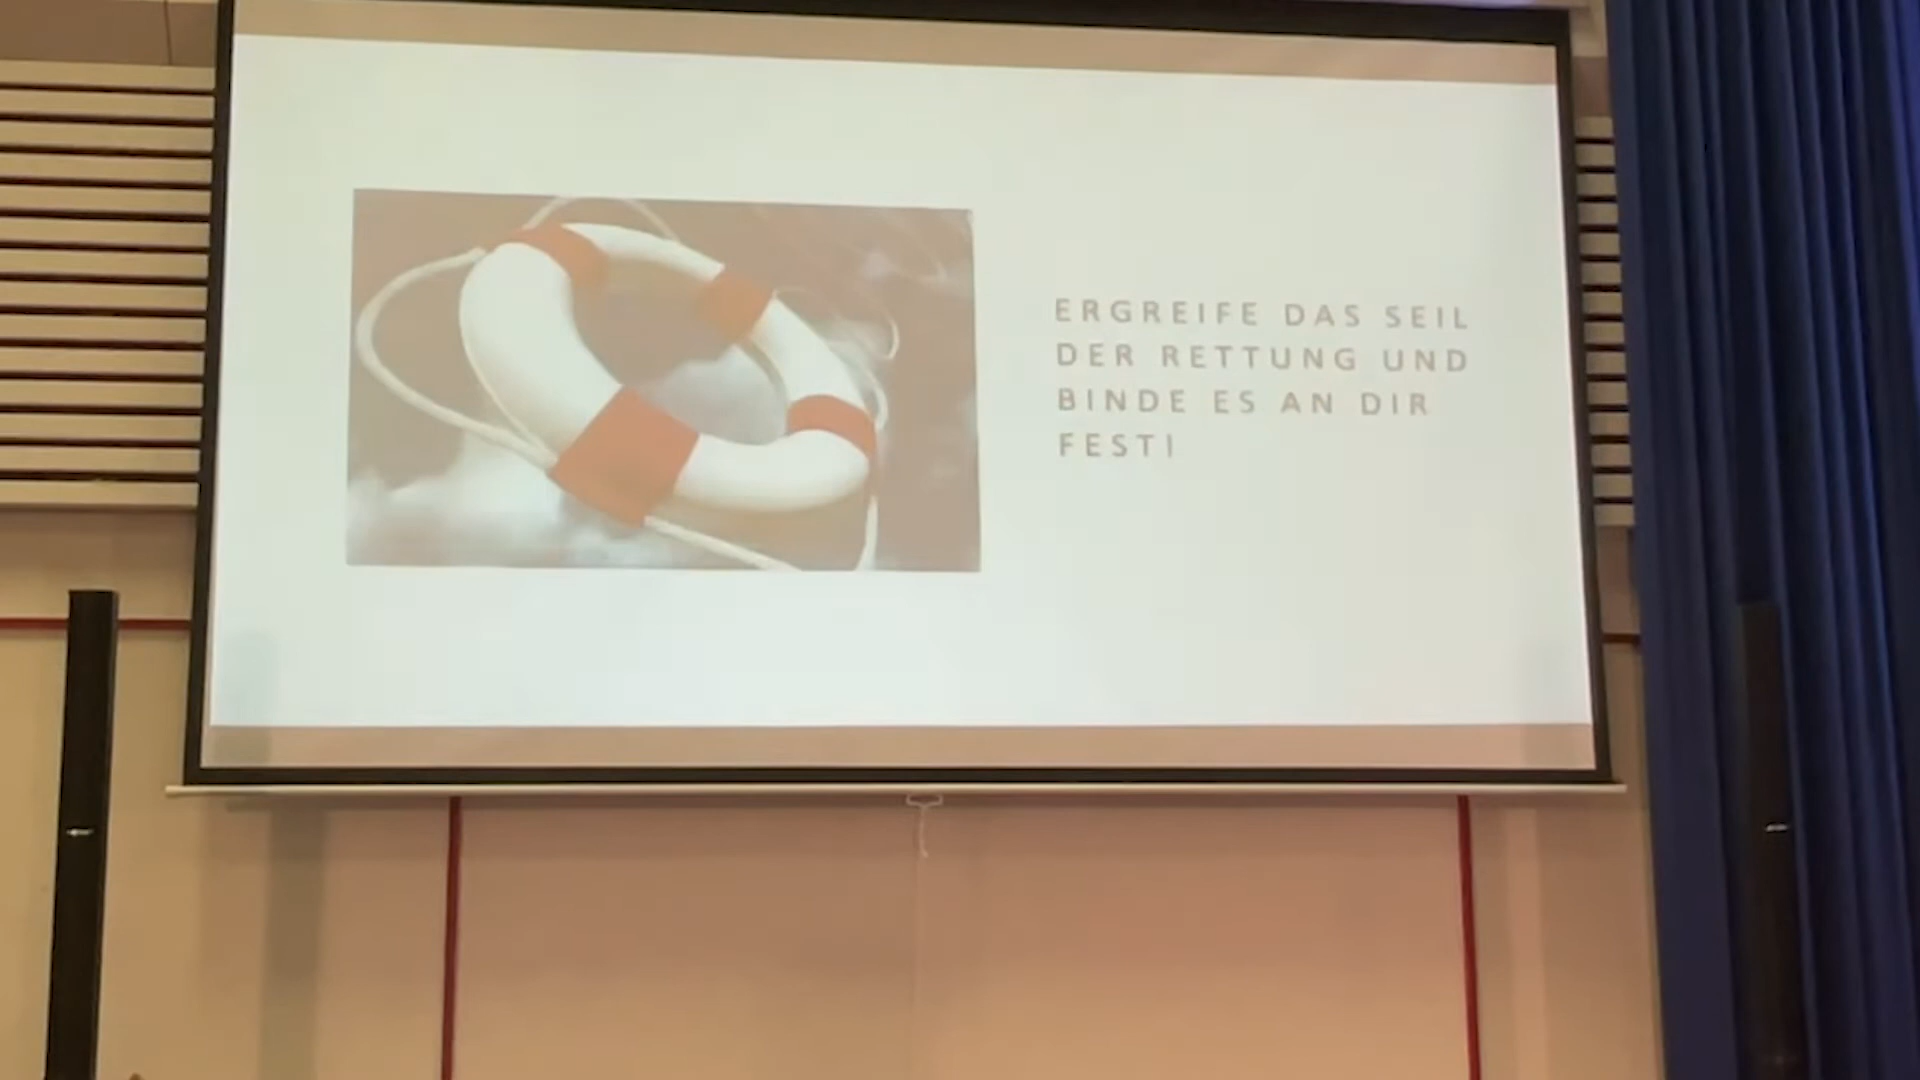 ERGREIFE DAS SEIL
DER RETTUNG UND
BINDE ES AN DIR
FEST!